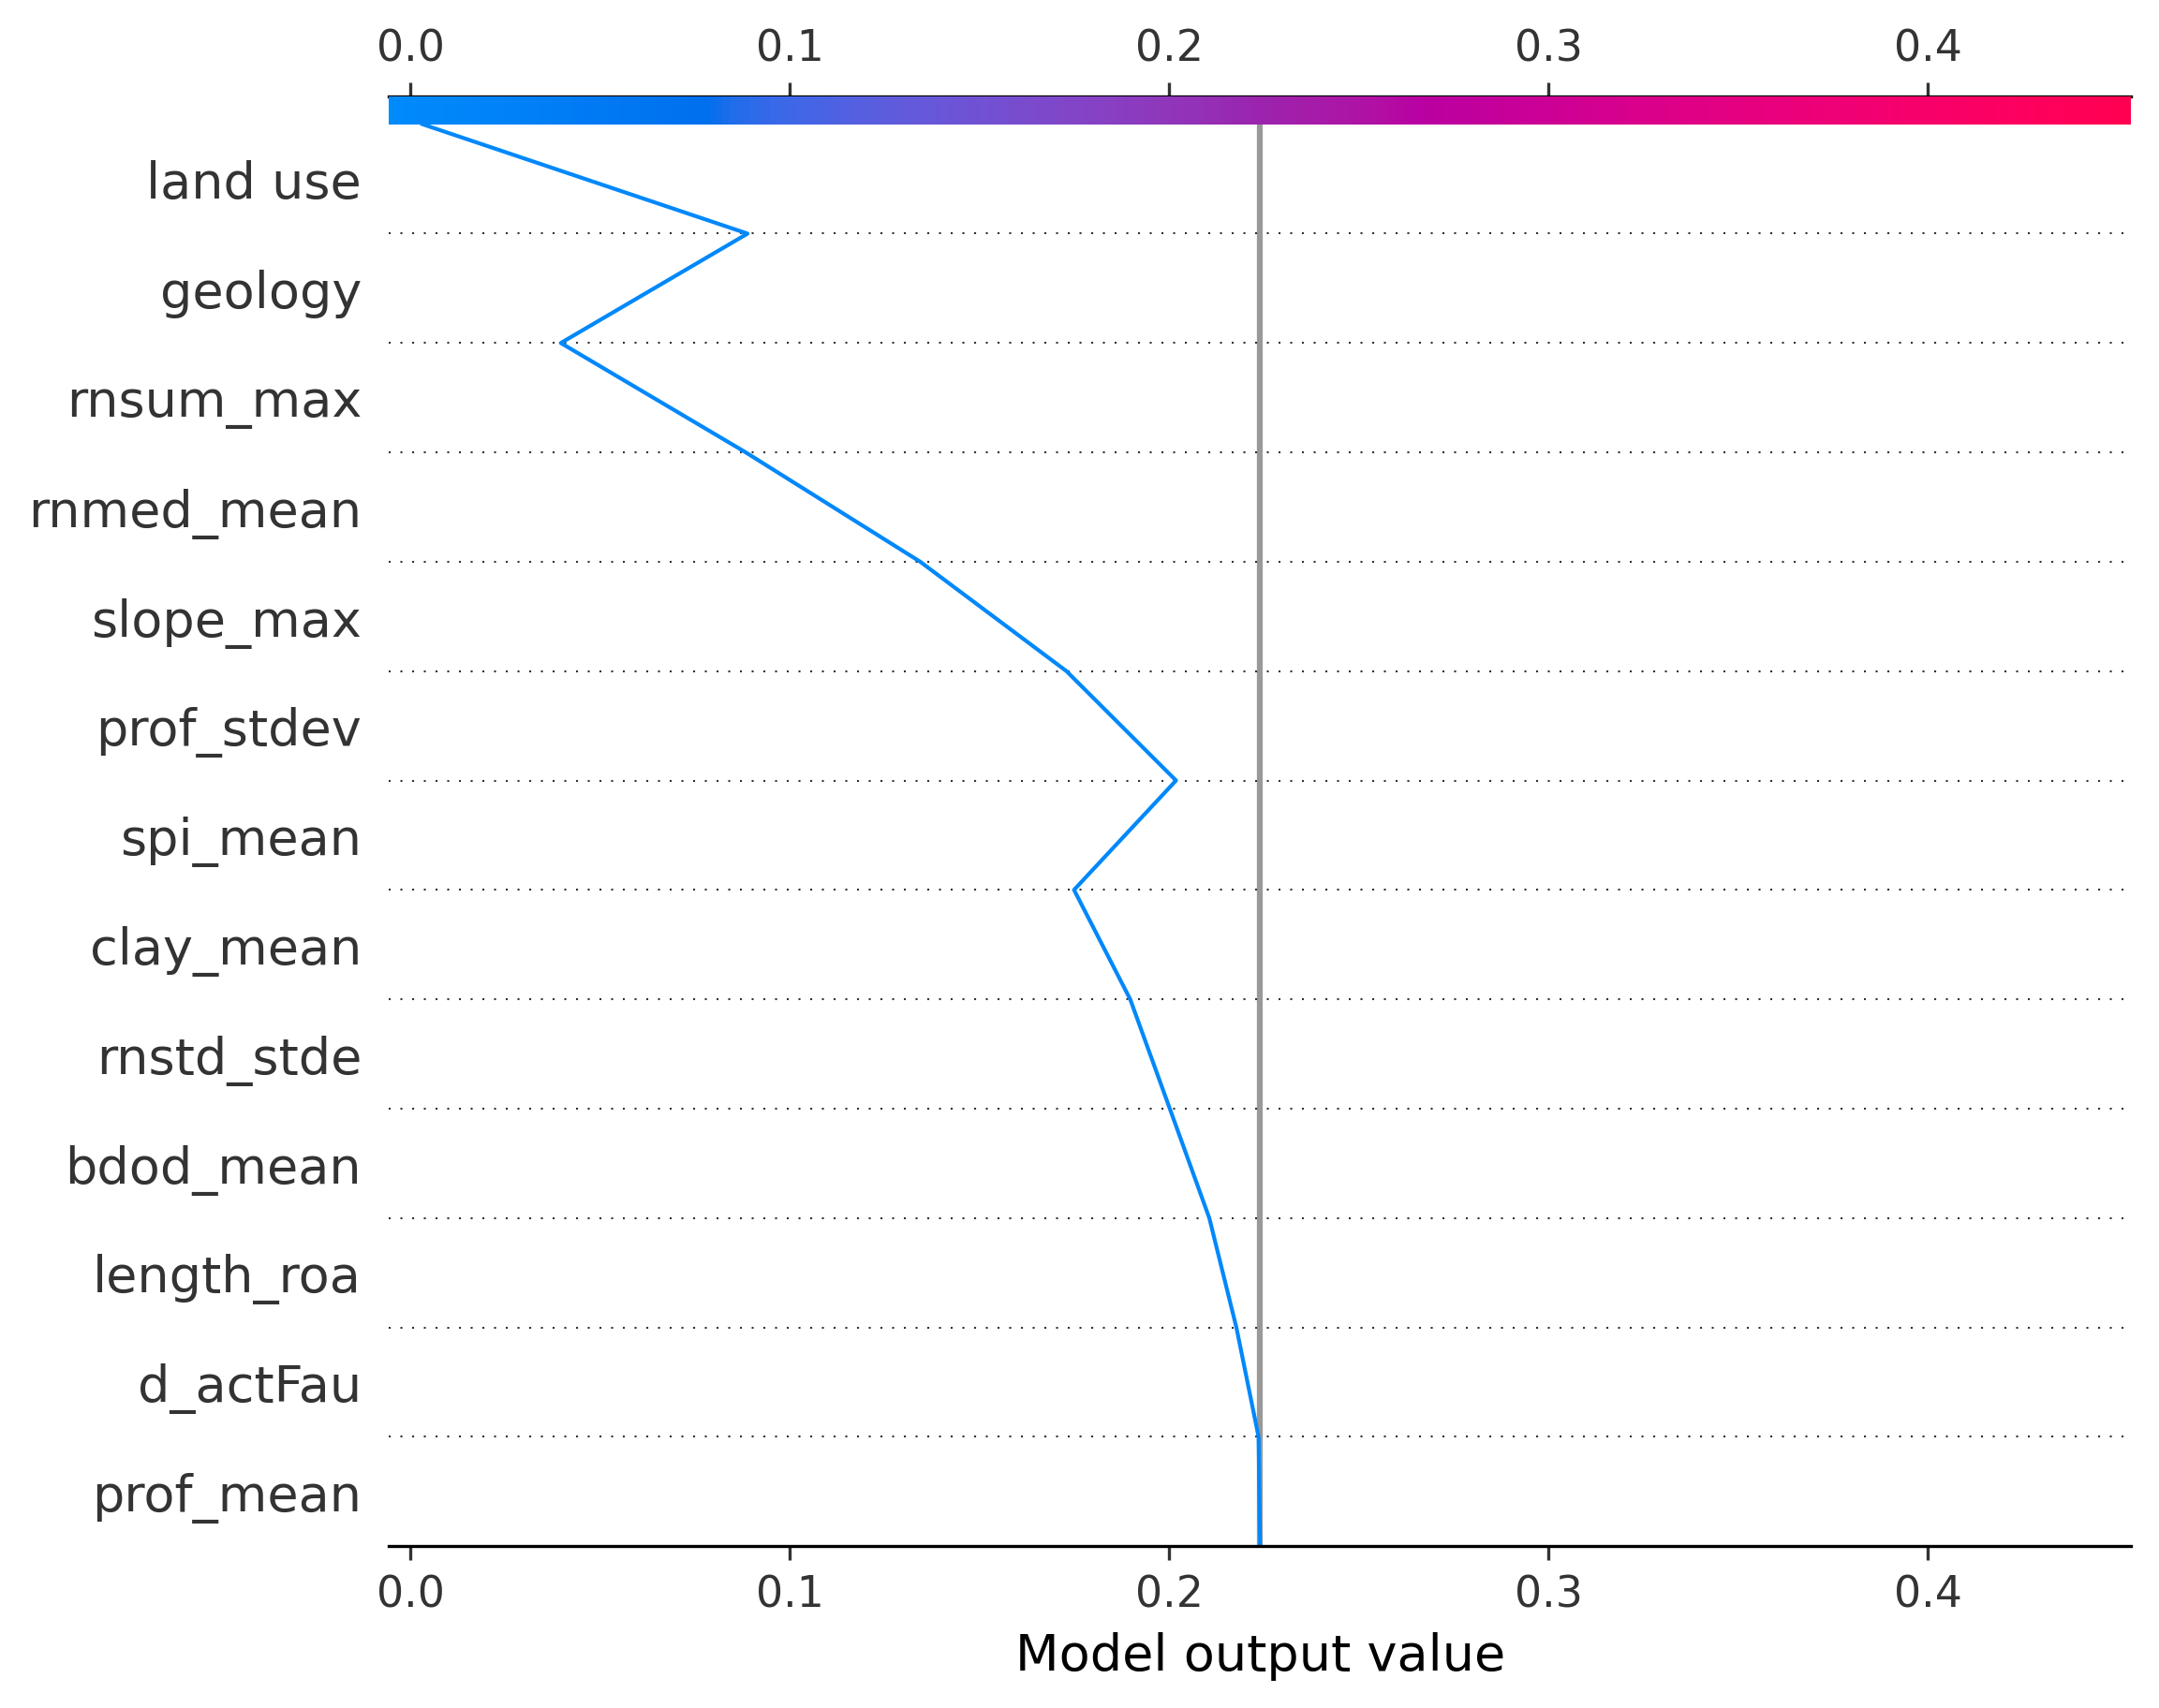 0.0 0.1 0.2 0.3 0.4
land use
geology
rnsum_max
rnmed_mean
slope_max
prof_stdev
spi_mean
clay_mean
rnstd_stde
bdod_mean
length_roa
d_actFau
prof_mean
0.0 0.1 0.2 0.3 0.4
Model output value